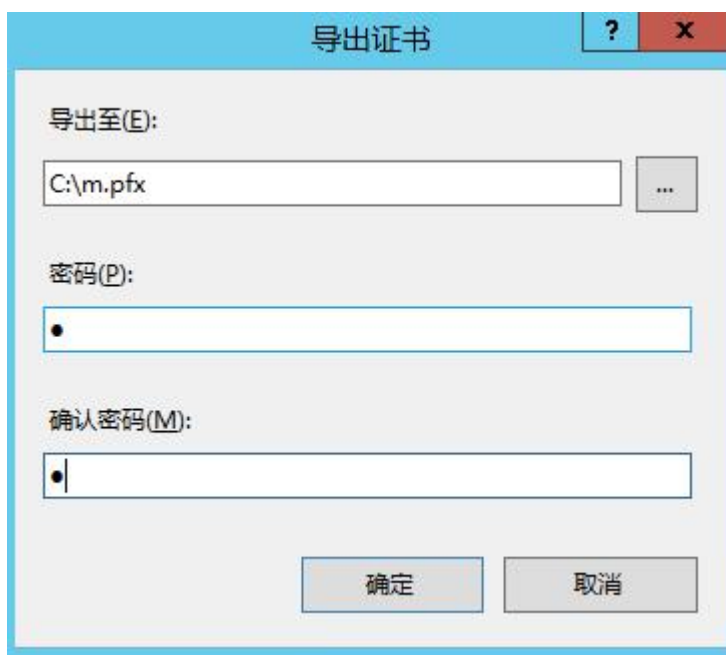 导出证书
? x
导出至(E):
C:\m.pfx
...
密码(P):
●
确认密码(M):
●
确定
取消